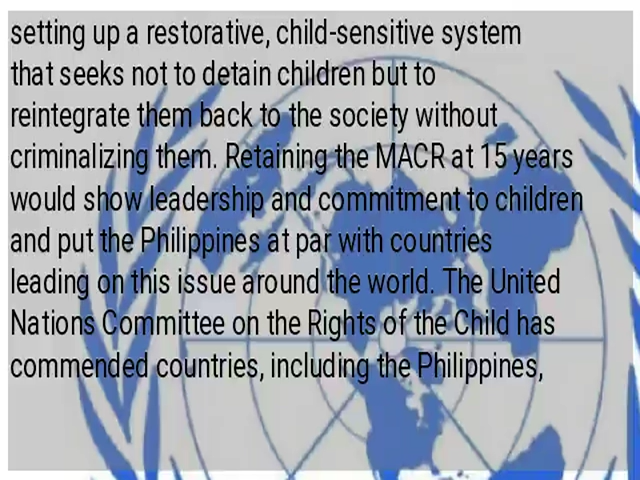 setting up a restorative, child-sensitive system
that seeks not to detain children but to
reintegrate them back to the society without
criminalizing them. Retaining the MACR at 15 years
would show leadership and commitment to children
and put the Philippines at par with countries
leading on this issue around the world. The United
Nations Committee on the Rights of the Child has
commended countries, including the Philippines,